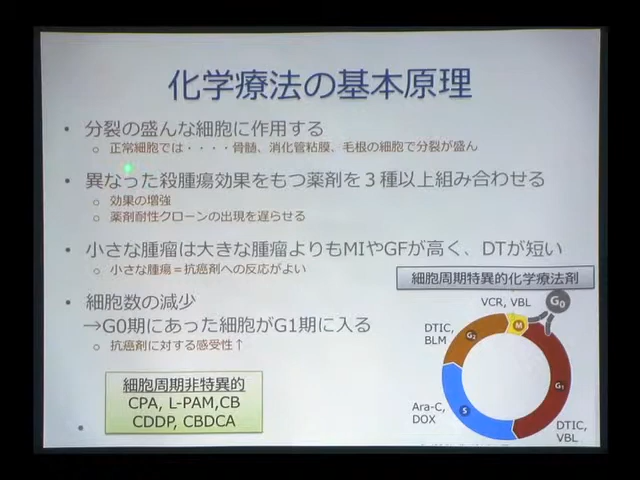 化学療法の基本原理
• 分裂の盛んな細胞に作用する
○ 正常細胞では・・・・骨髄、消化管粘膜、毛根の細胞で分裂が盛ん
• 異なった殺腫瘍効果をもつ薬剤を３種以上組み合わせる
○ 効果の増強
○ 薬剤耐性クローンの出現を遅らせる
• 小さな腫瘤は大きな腫瘤よりもMIやGFが高く、DTが短い
○ 小さな腫瘍＝抗癌剤への反応がよい
• 細胞数の減少
→G0期にあった細胞がG1期に入る
○ 抗癌剤に対する感受性↑
細胞周期非特異的
CPA, L-PAM,CB
CDDP, CBDCA
細胞周期特異的化学療法剤
VCR, VBL
G0
M
DTIC,
BLM
G2
G1
Ara-C,
DOX
S
DTIC,
VBL